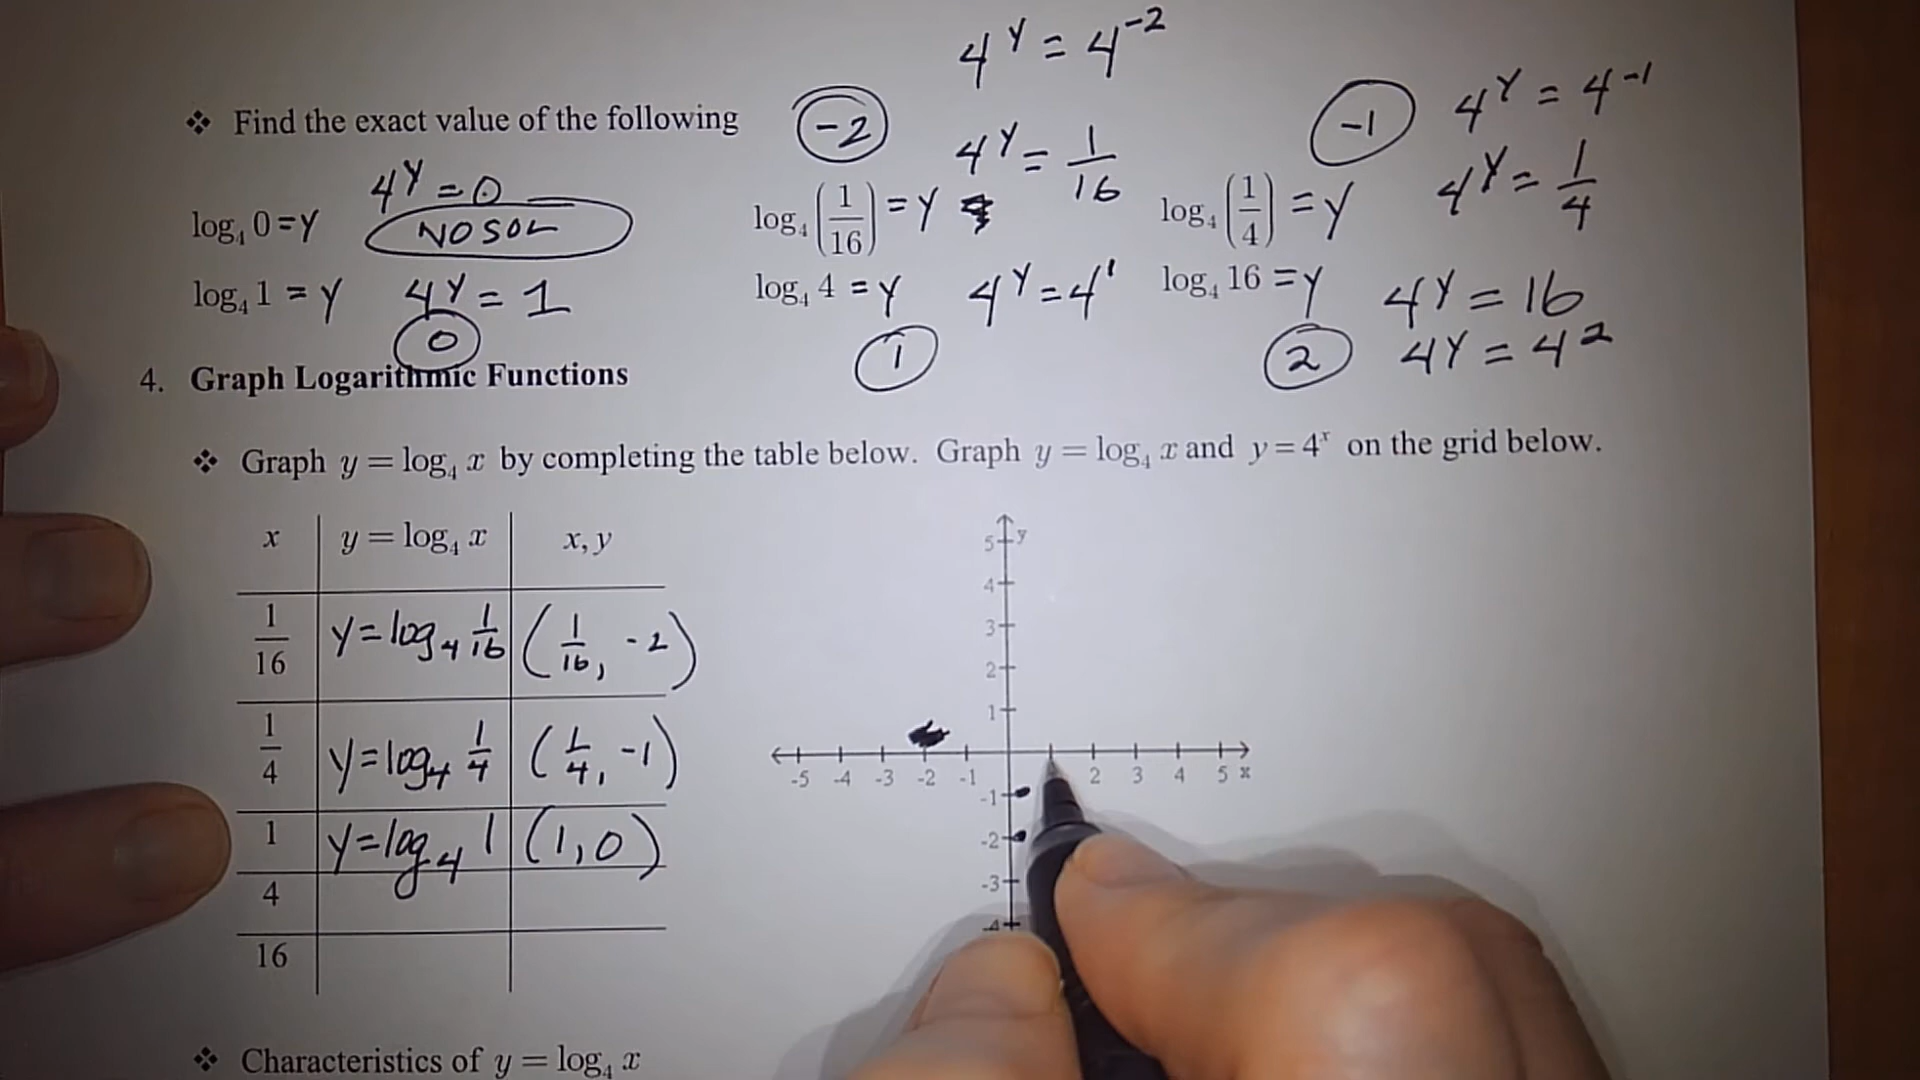 4^Y = 4^-2
❖ Find the exact value of the following
-2
4^Y = 1/16
-1
4^Y = 4^-1
4^Y = 1/4
log₄ 0 = Y
4^Y = 0
NO SOL
log₄ (1/16) = Y
log₄ (1/4) = Y
log₄ 1 = Y
4^Y = 1
0
log₄ 4 = Y
4^Y = 4^1
1
log₄ 16 = Y
4^Y = 16
2
4^Y = 4^2
4. Graph Logarithmic Functions
❖ Graph y = log₄ x by completing the table below. Graph y = log₄ x and y = 4^x on the grid below.
x y = log₄ x x, y
1/16 Y = log₄ 1/16 (1/16, -2)
1/4 Y = log₄ 1/4 (1/4, -1)
1 Y = log₄ 1 (1, 0)
4
16
y
5
4
3
2
1
-5 -4 -3 -2 -1 2 3 4 5 x
-1
-2
-3
-4
❖ Characteristics of y = log₄ x